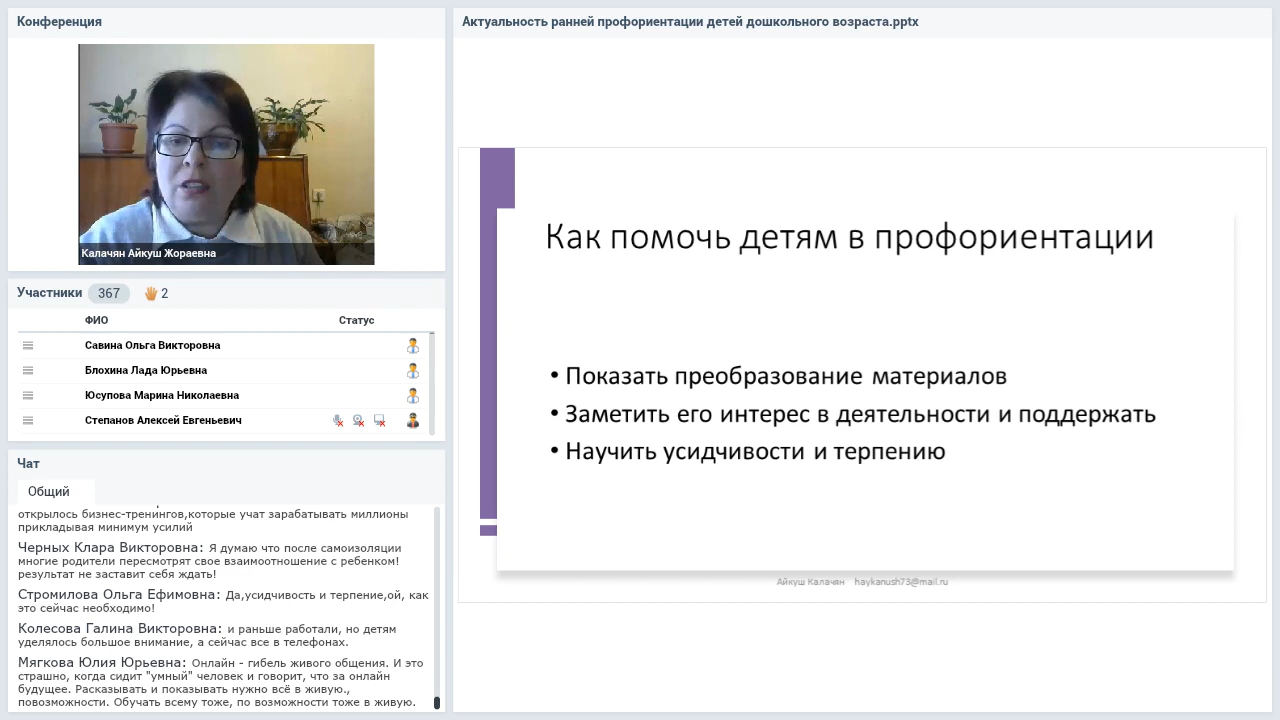 Конференция
Калачян Айкуш Жораевна
Участники 367 2
ФИО Статус
Савина Ольга Викторовна
Блохина Лада Юрьевна
Юсупова Марина Николаевна
Степанов Алексей Евгеньевич
Чат
Общий
открылось бизнес-тренингов,которые учат зарабатывать миллионы
прикладывая минимум усилий
Черных Клара Викторовна: Я думаю что после самоизоляции
многие родители пересмотрят свое взаимоотношение с ребенком!
результат не заставит себя ждать!
Стромилова Ольга Ефимовна: Да,усидчивость и терпение,ой, как
это сейчас необходимо!
Колесова Галина Викторовна: и раньше работали, но детям
уделялось большое внимание, а сейчас все в телефонах.
Мягкова Юлия Юрьевна: Онлайн - гибель живого общения. И это
страшно, когда сидит "умный" человек и говорит, что за онлайн
будущее. Расказывать и показывать нужно всё в живую.,
повозможности. Обучать всему тоже, по возможности тоже в живую.
Актуальность ранней профориентации детей дошкольного возраста.pptx
Как помочь детям в профориентации
• Показать преобразование материалов
• Заметить его интерес в деятельности и поддержать
• Научить усидчивости и терпению
Айкуш Калачян haykanush73@mail.ru